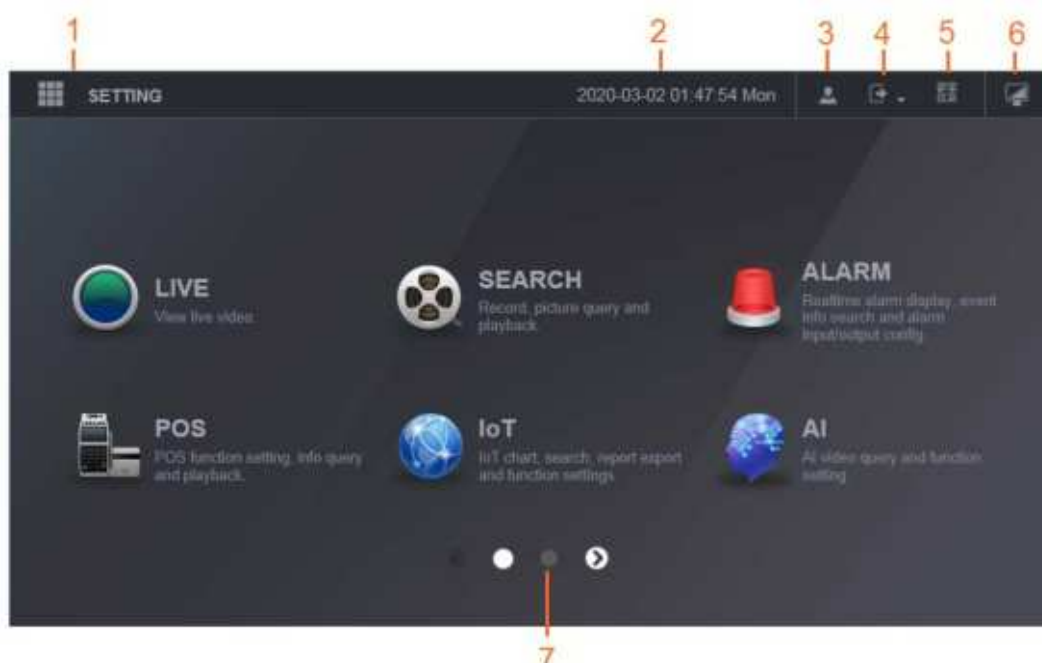 1
2
3
4
5
6
SETTING
2020-03-02 01:47:54 Mon
LIVE
View live video.
SEARCH
Record, picture query and
playback.
ALARM
Realtime alarm display, event
info search and alarm
input/output config
POS
POS function setting, info query
and playback.
IoT
IoT chart, search, report export
and function settings
AI
AI video query and function
setting
7